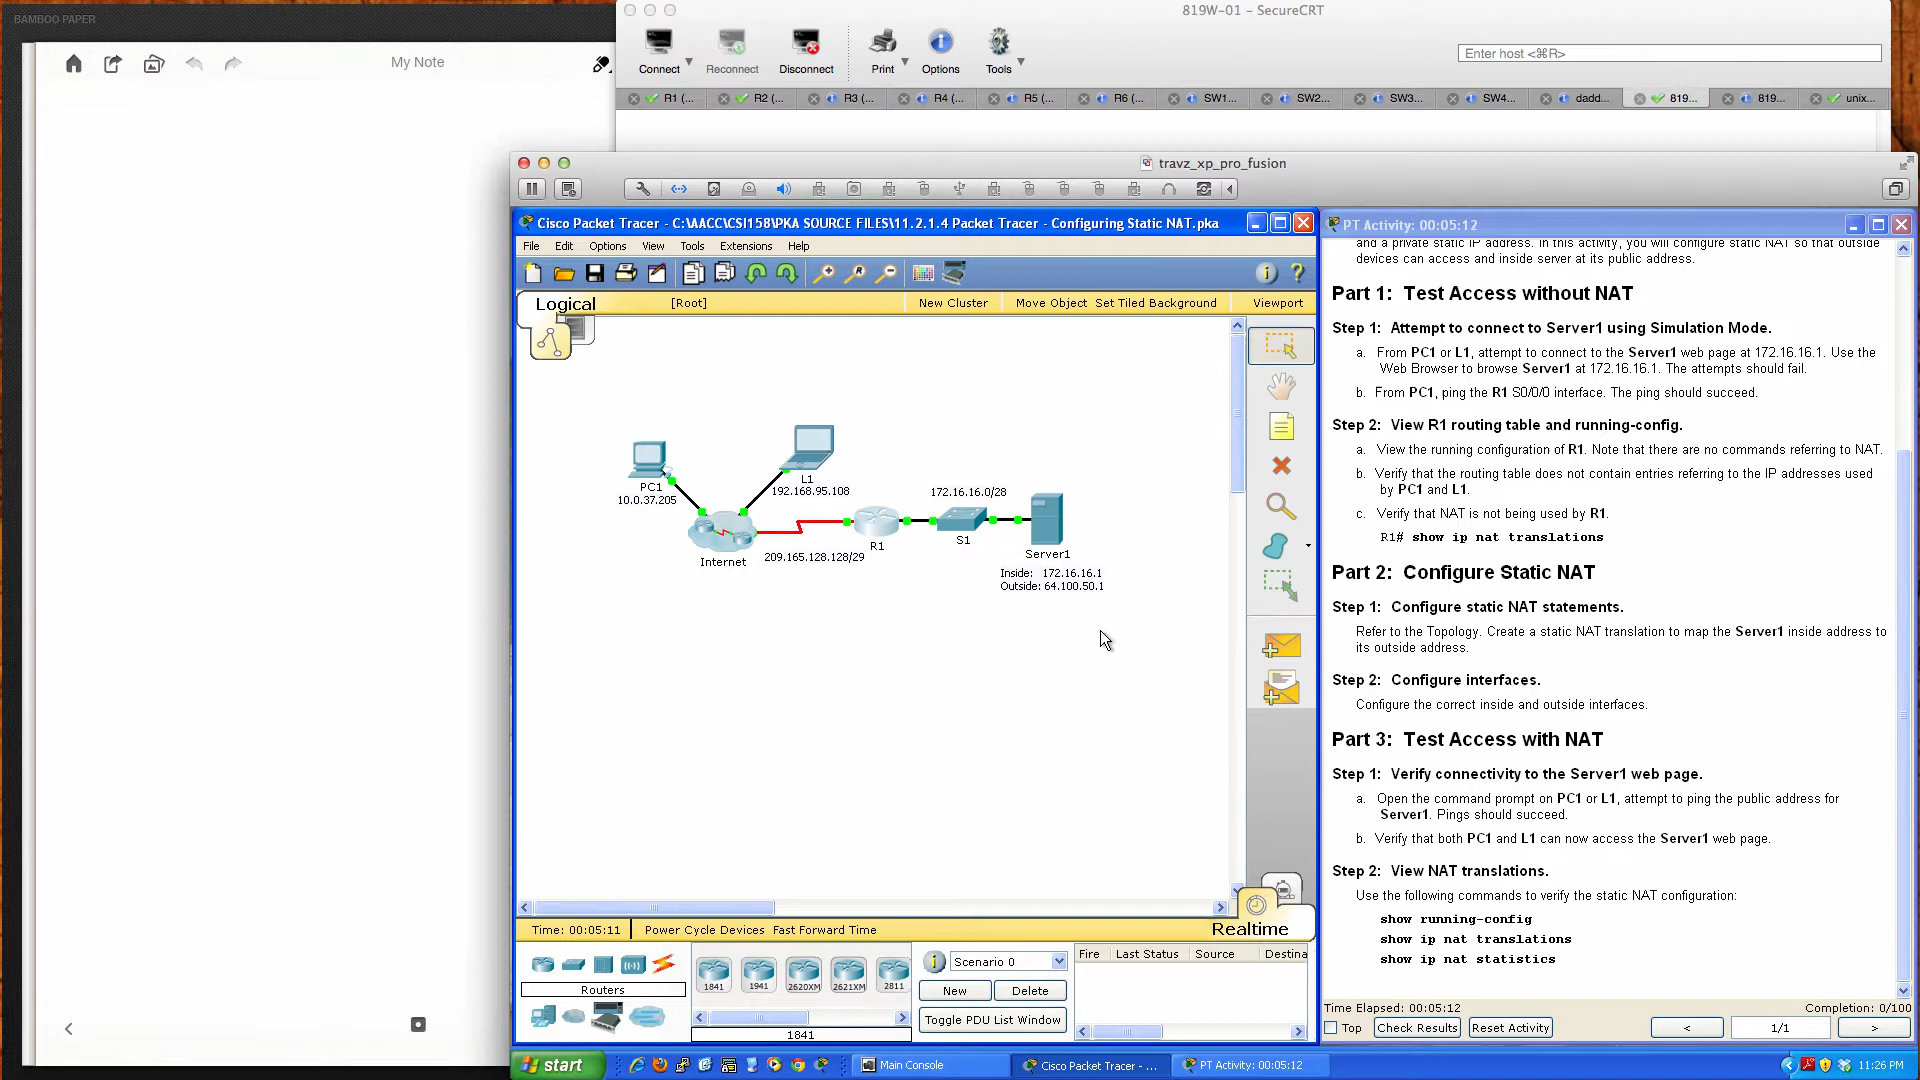 BAMBOO PAPER
My Note
819W-01 – SecureCRT
Connect
Reconnect
Disconnect
Print
Options
Tools
Enter host <⌘R>
R1 (...
R2 (...
R3 (...
R4 (...
R5 (...
R6 (...
SW1...
SW2...
SW3...
SW4...
dadd...
819...
819...
unix...
travz_xp_pro_fusion
Cisco Packet Tracer - C:\AACC\CSI158\PKA SOURCE FILES\11.2.1.4 Packet Tracer - Configuring Static NAT.pka
File Edit Options View Tools Extensions Help
Logical
[Root]
New Cluster
Move Object
Set Tiled Background
Viewport
PC1
10.0.37.205
L1
192.168.95.108
Internet
209.165.128.128/29
R1
172.16.16.0/28
S1
Server1
Inside: 172.16.16.1
Outside: 64.100.50.1
Time: 00:05:11
Power Cycle Devices Fast Forward Time
Realtime
Routers
1841
1941
2620XM
2621XM
2811
1841
Scenario 0
New
Delete
Toggle PDU List Window
Fire
Last Status
Source
Destina
PT Activity: 00:05:12
and a private static IP address. In this activity, you will configure static NAT so that outside
devices can access and inside server at its public address.
Part 1: Test Access without NAT
Step 1: Attempt to connect to Server1 using Simulation Mode.
a. From PC1 or L1, attempt to connect to the Server1 web page at 172.16.16.1. Use the
Web Browser to browse Server1 at 172.16.16.1. The attempts should fail.
b. From PC1, ping the R1 S0/0/0 interface. The ping should succeed.
Step 2: View R1 routing table and running-config.
a. View the running configuration of R1. Note that there are no commands referring to NAT.
b. Verify that the routing table does not contain entries referring to the IP addresses used
by PC1 and L1.
c. Verify that NAT is not being used by R1.
R1# show ip nat translations
Part 2: Configure Static NAT
Step 1: Configure static NAT statements.
Refer to the Topology. Create a static NAT translation to map the Server1 inside address to
its outside address.
Step 2: Configure interfaces.
Configure the correct inside and outside interfaces.
Part 3: Test Access with NAT
Step 1: Verify connectivity to the Server1 web page.
a. Open the command prompt on PC1 or L1, attempt to ping the public address for
Server1. Pings should succeed.
b. Verify that both PC1 and L1 can now access the Server1 web page.
Step 2: View NAT translations.
Use the following commands to verify the static NAT configuration:
show running-config
show ip nat translations
show ip nat statistics
Time Elapsed: 00:05:12
Completion: 0/100
Top
Check Results
Reset Activity
<
1/1
>
start
Main Console
Cisco Packet Tracer - ...
PT Activity: 00:05:12
11:26 PM